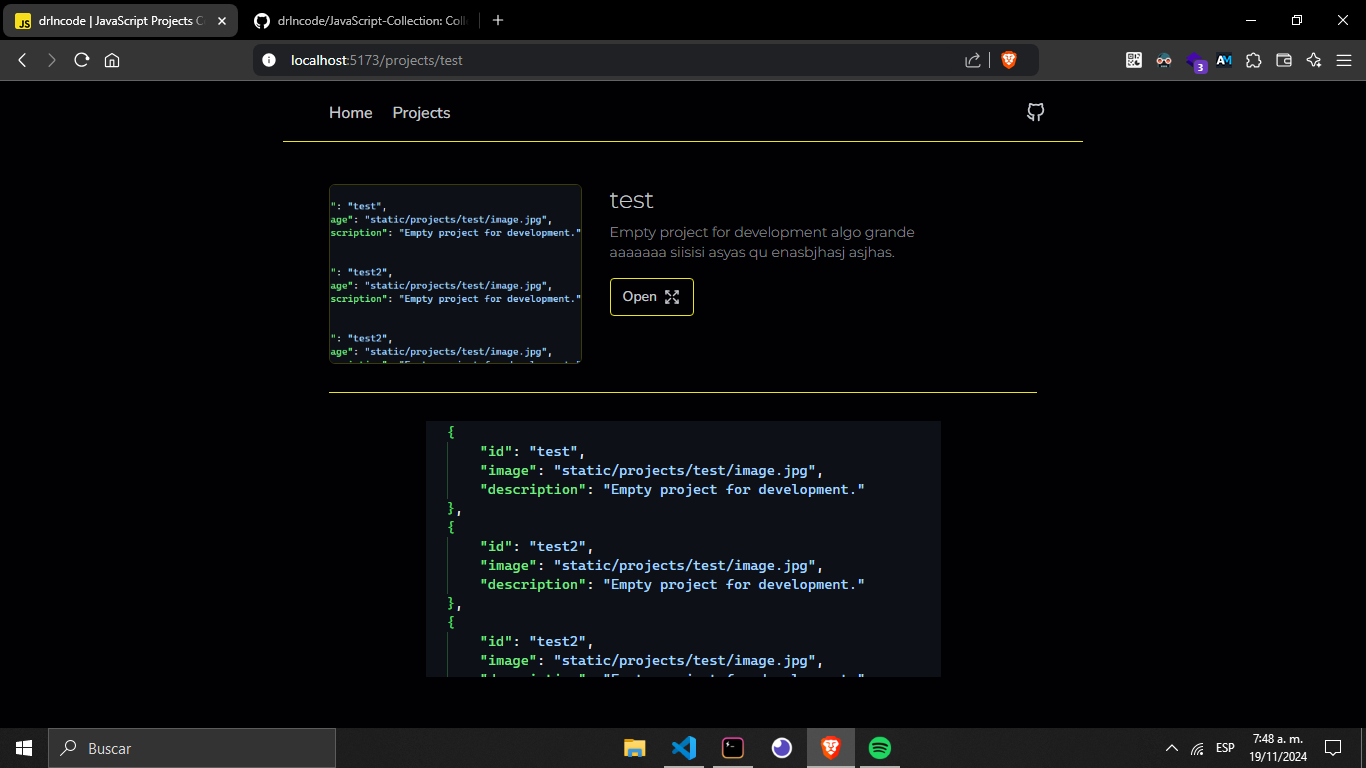 JS drIncode | JavaScript Projects C
drIncode/JavaScript-Collection: Coll
localhost:5173/projects/test
3
AM
Home Projects
": "test",
age": "static/projects/test/image.jpg",
scription": "Empty project for development."
": "test2",
age": "static/projects/test/image.jpg",
scription": "Empty project for development."
": "test2",
age": "static/projects/test/image.jpg",
test
Empty project for development algo grande
aaaaaaa siisisi asyas qu enasbjhasj asjhas.
Open
{
"id": "test",
"image": "static/projects/test/image.jpg",
"description": "Empty project for development."
},
{
"id": "test2",
"image": "static/projects/test/image.jpg",
"description": "Empty project for development."
},
{
"id": "test2",
"image": "static/projects/test/image.jpg",
Buscar
ESP
7:48 a. m.
19/11/2024